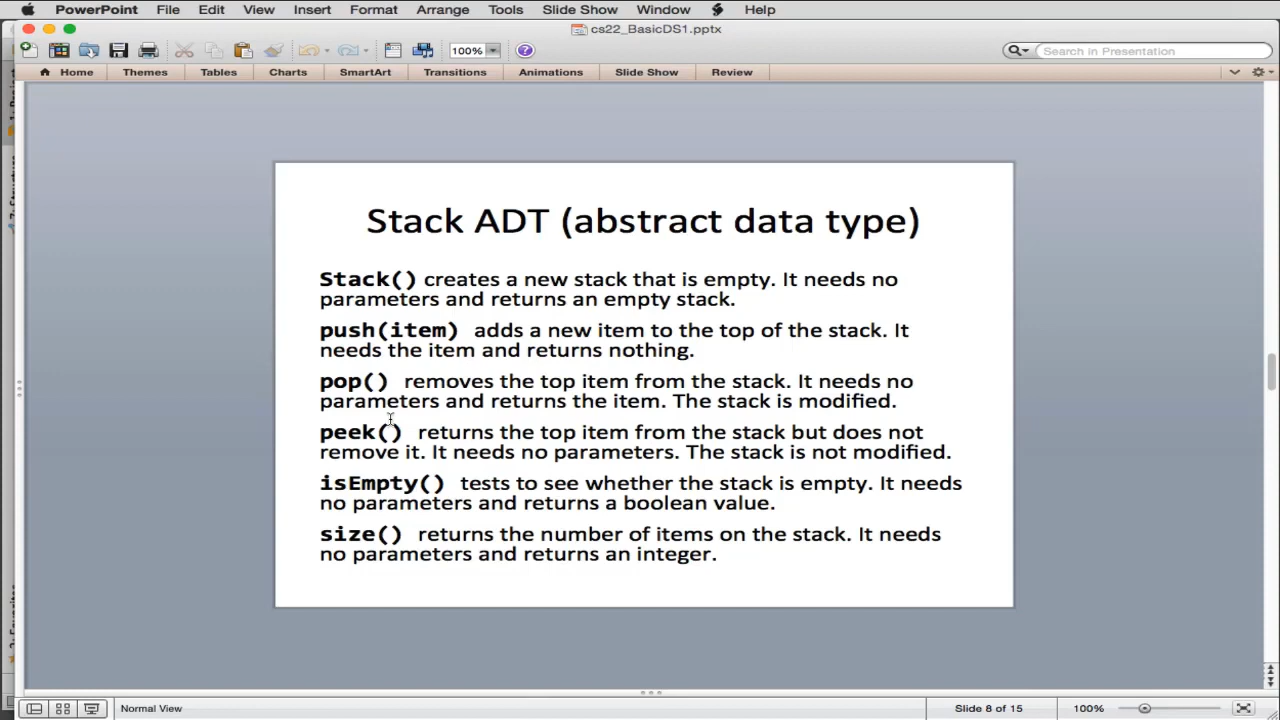 PowerPoint File Edit View Insert Format Arrange Tools Slide Show Window Help
cs22_BasicDS1.pptx
100% Search in Presentation
Home Themes Tables Charts SmartArt Transitions Animations Slide Show Review
Stack ADT (abstract data type)
Stack() creates a new stack that is empty. It needs no
parameters and returns an empty stack.
push(item) adds a new item to the top of the stack. It
needs the item and returns nothing.
pop() removes the top item from the stack. It needs no
parameters and returns the item. The stack is modified.
peek() returns the top item from the stack but does not
remove it. It needs no parameters. The stack is not modified.
isEmpty() tests to see whether the stack is empty. It needs
no parameters and returns a boolean value.
size() returns the number of items on the stack. It needs
no parameters and returns an integer.
Normal View Slide 8 of 15 100%